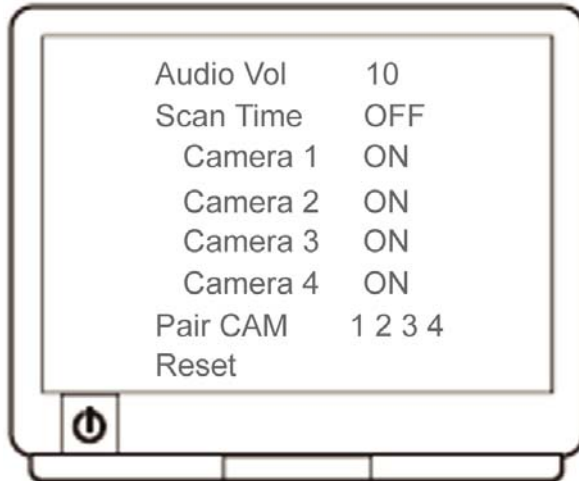 Audio Vol 10
Scan Time OFF
Camera 1 ON
Camera 2 ON
Camera 3 ON
Camera 4 ON
Pair CAM 1 2 3 4
Reset